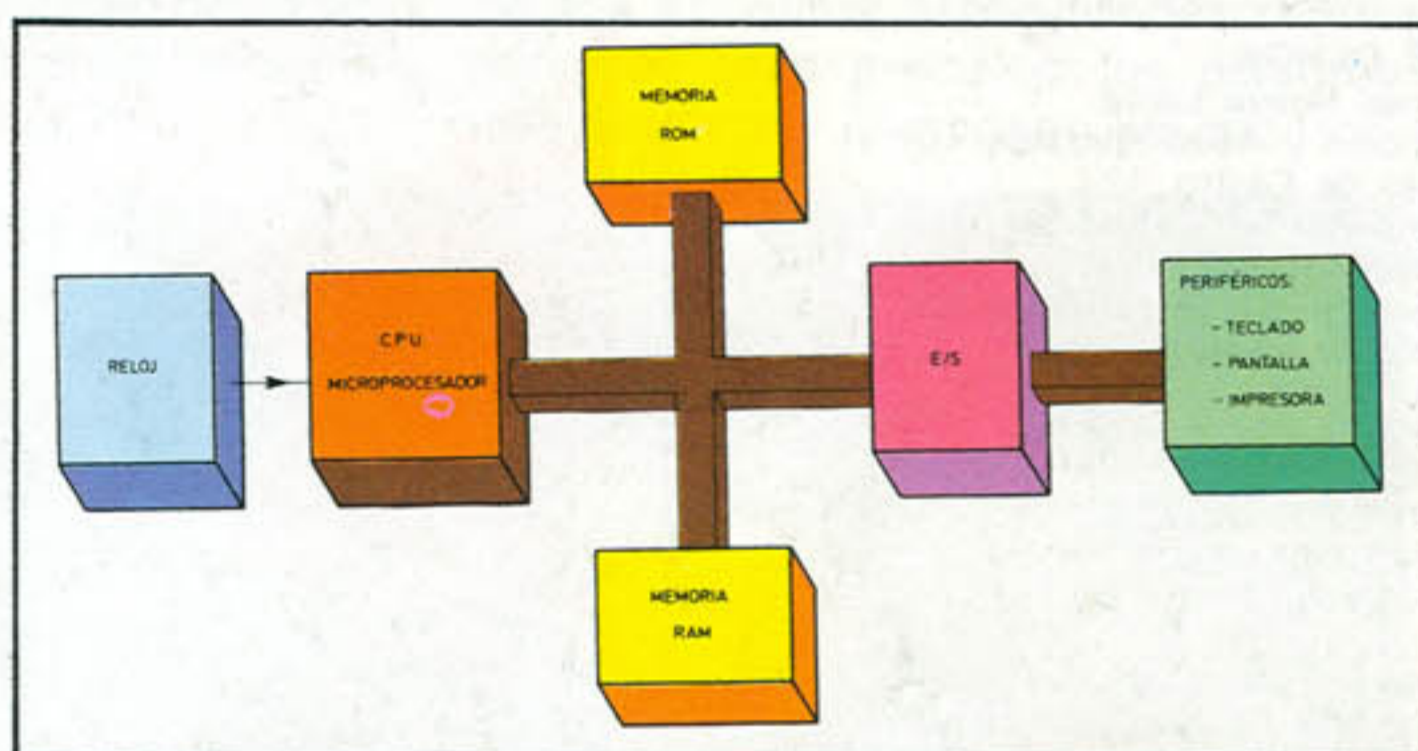 MEMORIA
ROM
RELOJ
CPU
MICROPROCESADOR
E/S
PERIFÉRICOS:
- TECLADO
- PANTALLA
- IMPRESORA
MEMORIA
RAM